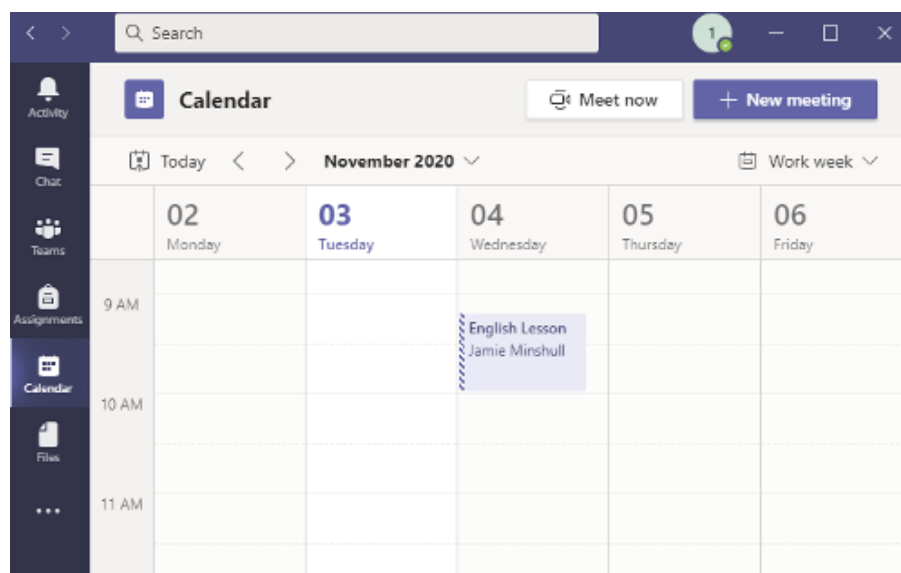 Search
1
Activity
Chat
Teams
Assignments
Calendar
Files
Calendar
Meet now
New meeting
Today
November 2020
Work week
02
Monday
03
Tuesday
04
Wednesday
05
Thursday
06
Friday
9 AM
English Lesson
Jamie Minshull
10 AM
11 AM